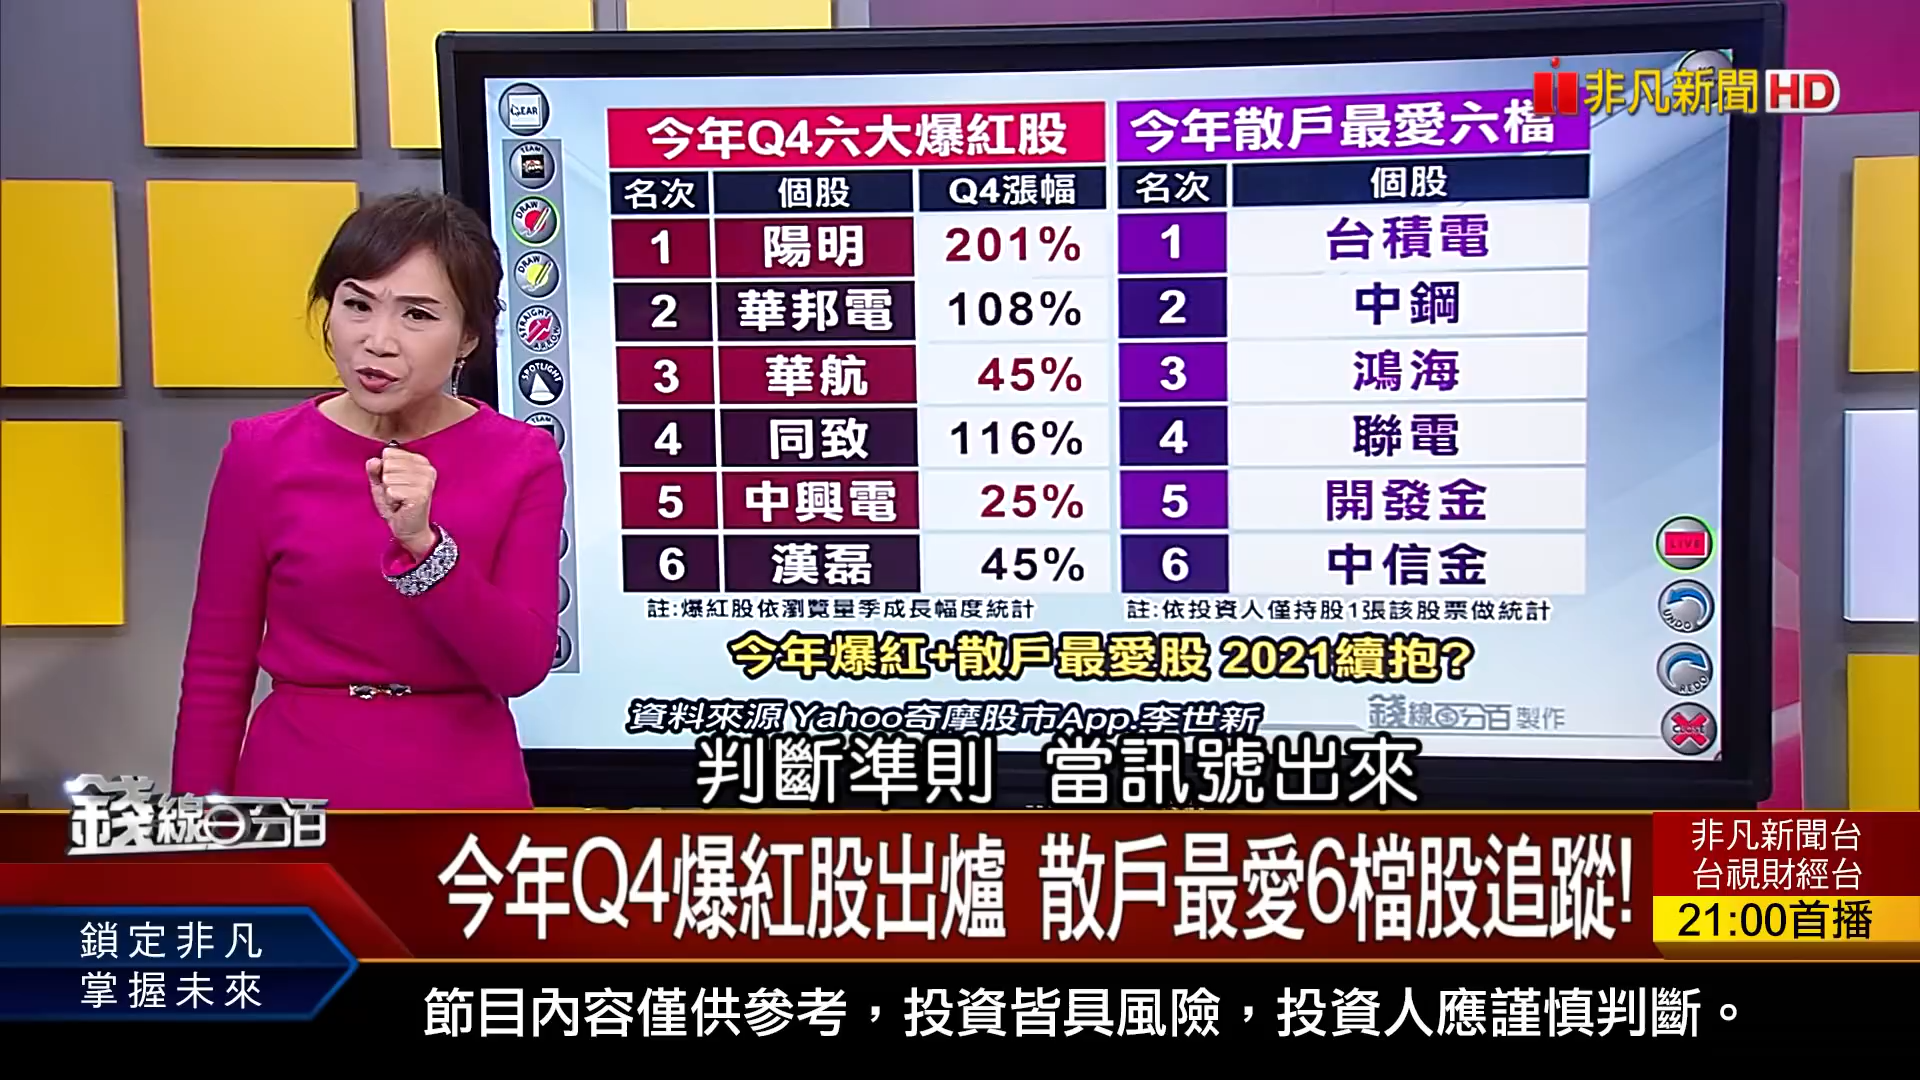 非凡新聞HD
CLEAR
TEAM
DRAW
DRAW
STRAIGHT ARROW
SPOTLIGHT
TEAM
今年Q4六大爆紅股
名次 個股 Q4漲幅
1 陽明 201%
2 華邦電 108%
3 華航 45%
4 同致 116%
5 中興電 25%
6 漢磊 45%
註:爆紅股依瀏覽量季成長幅度統計
今年散戶最愛六檔
名次 個股
1 台積電
2 中鋼
3 鴻海
4 聯電
5 開發金
6 中信金
註:依投資人僅持股1張該股票做統計
LIVE
UNDO
REDO
CLOSE
今年爆紅+散戶最愛股 2021續抱?
資料來源 Yahoo奇摩股市App.李世新
錢線百分百 製作
判斷準則 當訊號出來
錢線百分百
今年Q4爆紅股出爐 散戶最愛6檔股追蹤!
非凡新聞台
台視財經台
21:00首播
鎖定非凡
掌握未來
節目內容僅供參考，投資皆具風險，投資人應謹慎判斷。